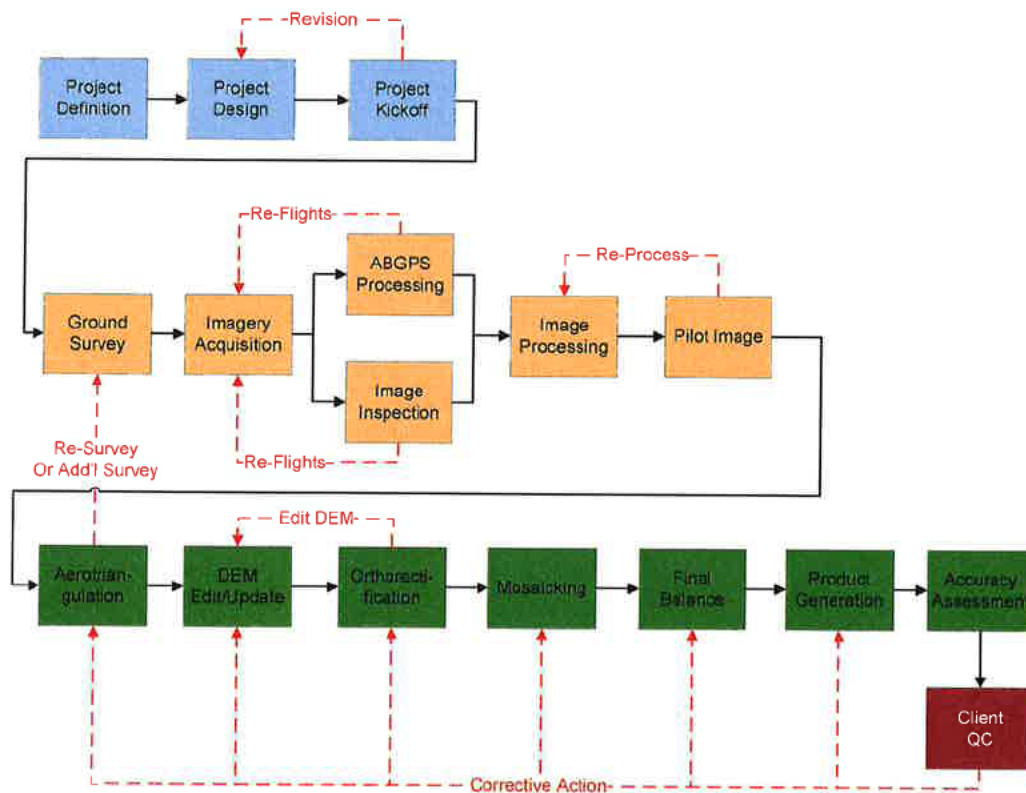 Revision
Project
Definition
Project
Design
Project
Kickoff
Re-Flights
ABGPS
Processing
Re-Process
Ground
Survey
Imagery
Acquisition
Image
Processing
Pilot Image
Image
Inspection
Re-Survey
Or Add'l Survey
Re-Flights
Edit DEM
Aerotrian-
gulation
DEM
Edit/Update
Orthorecti-
fication
Mosaicking
Final
Balance
Product
Generation
Accuracy
Assessment
Client
QC
Corrective Action